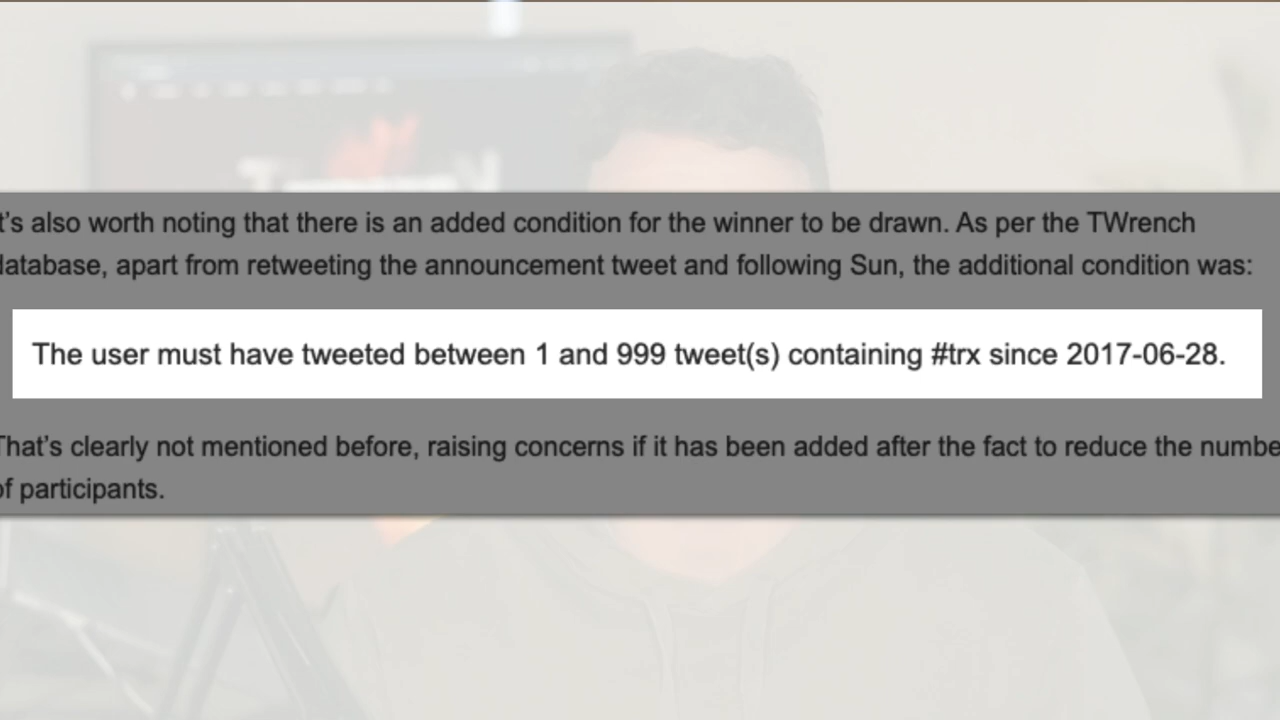 t's also worth noting that there is an added condition for the winner to be drawn. As per the TWrench
database, apart from retweeting the announcement tweet and following Sun, the additional condition was:
The user must have tweeted between 1 and 999 tweet(s) containing #trx since 2017-06-28.
That's clearly not mentioned before, raising concerns if it has been added after the fact to reduce the numbe
of participants.